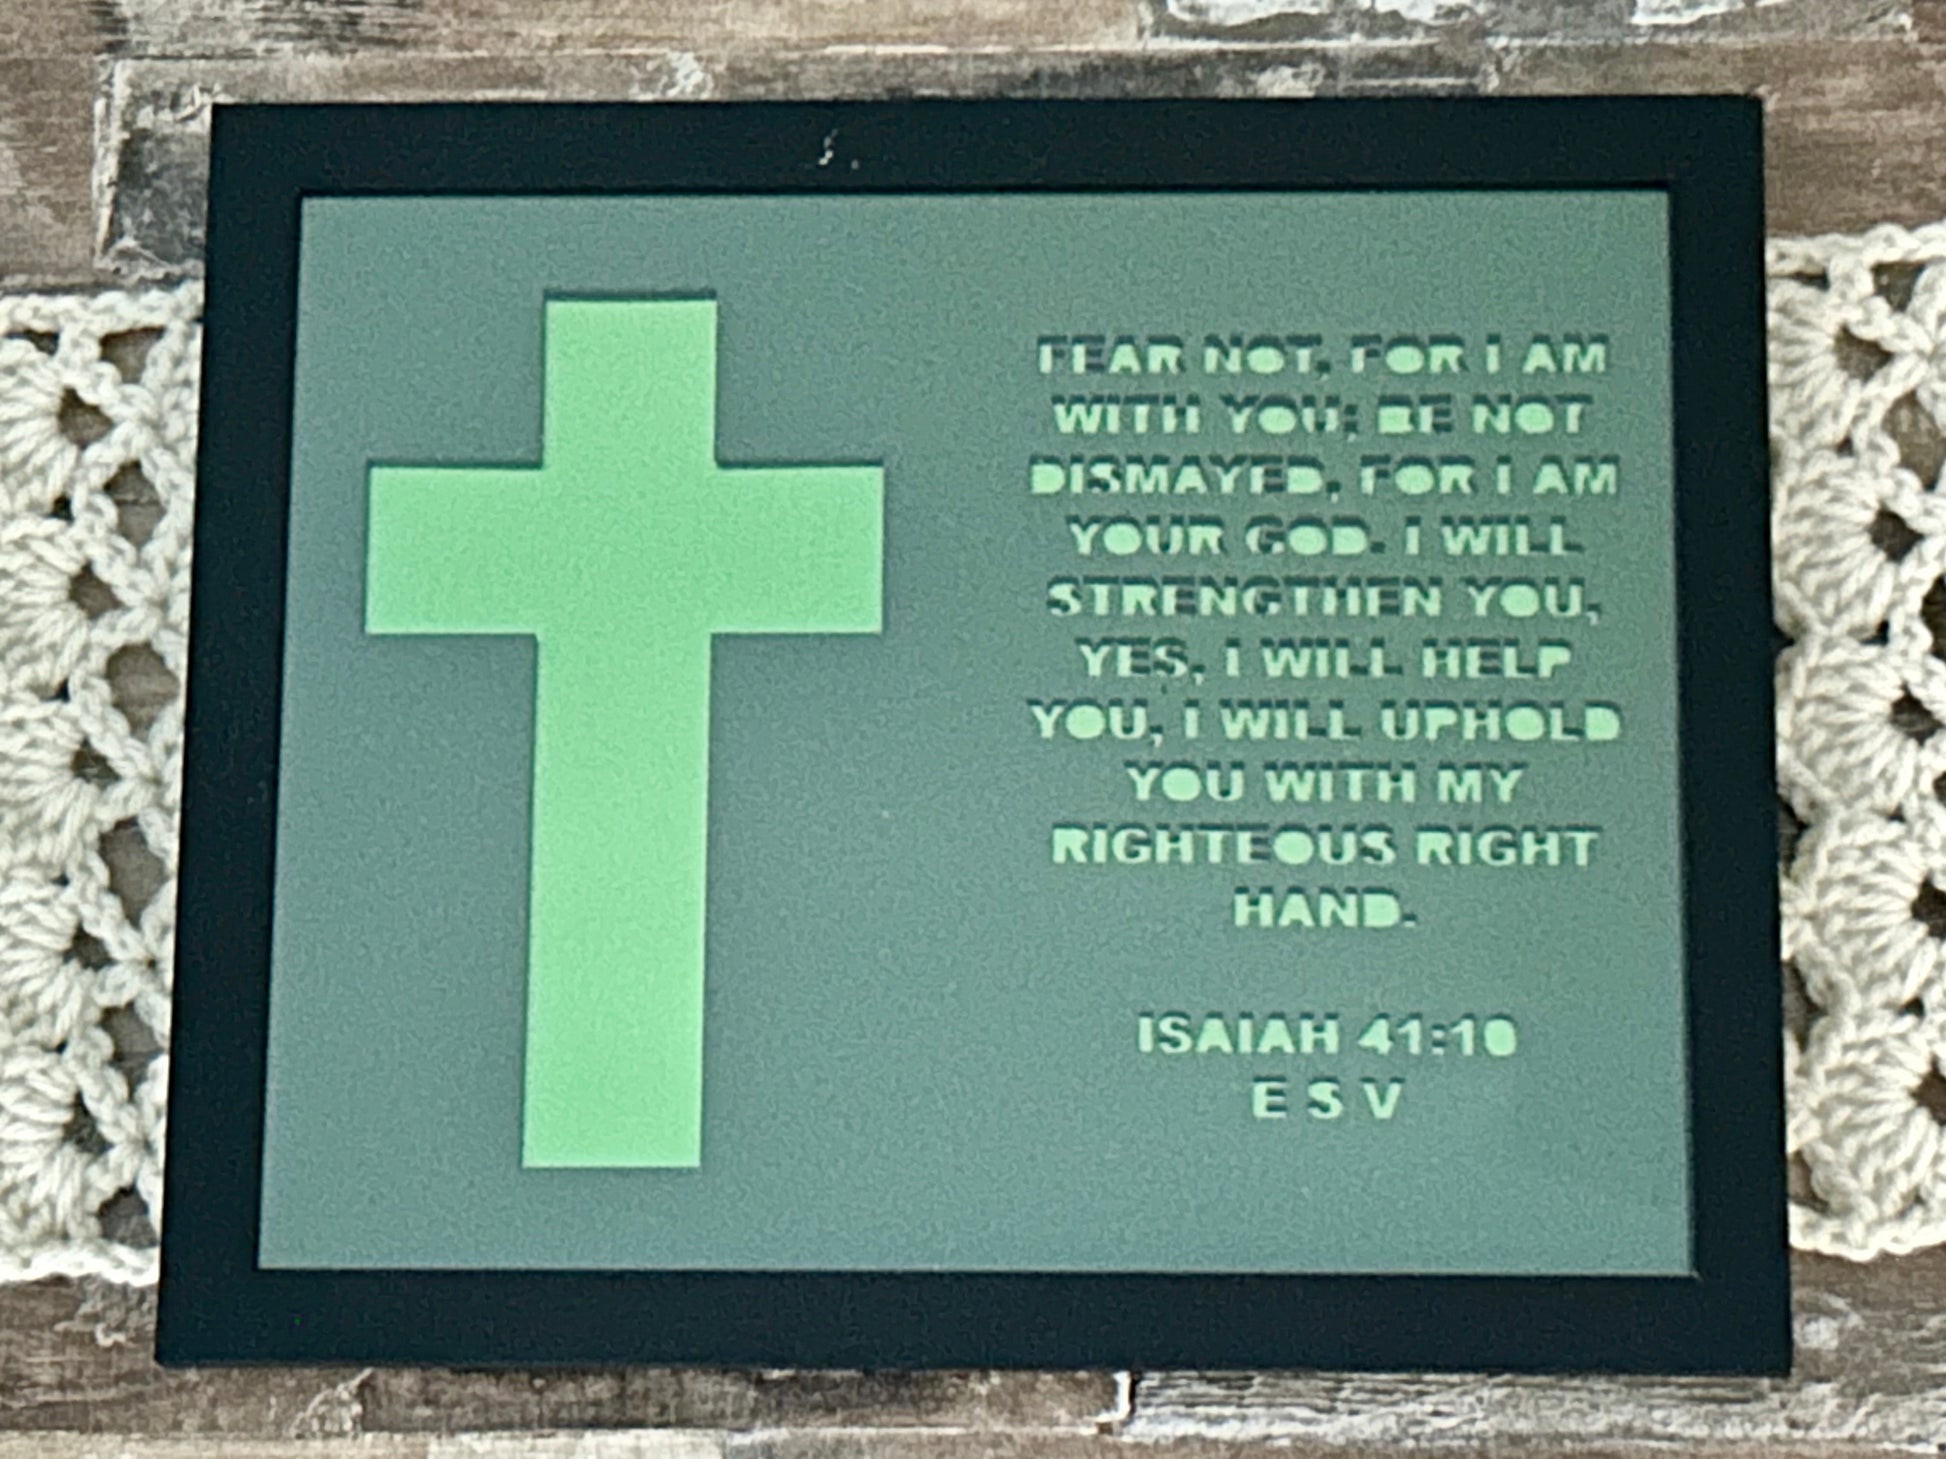 FEAR NOT, FOR I AM
WITH YOU; BE NOT
DISMAYED, FOR I AM
YOUR GOD. I WILL
STRENGTHEN YOU,
YES, I WILL HELP
YOU, I WILL UPHOLD
YOU WITH MY
RIGHTEOUS RIGHT
HAND.
ISAIAH 41:10
E S V